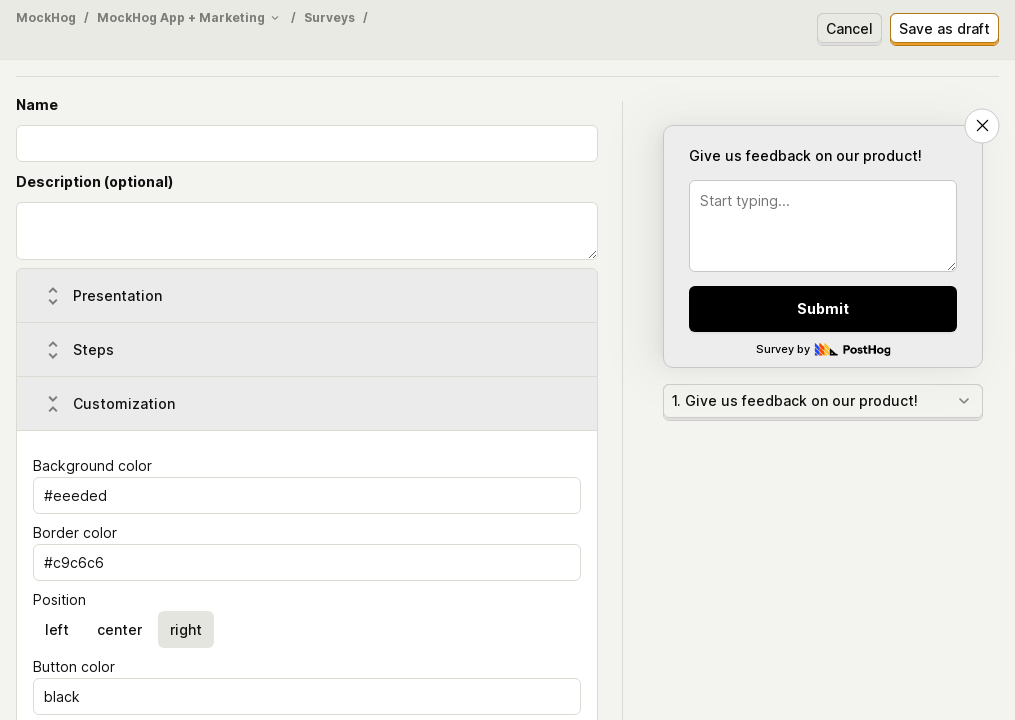 MockHog / MockHog App + Marketing / Surveys /
Cancel
Save as draft
Name
Description (optional)
Presentation
Steps
Customization
Background color
#eeeded
Border color
#c9c6c6
Position
left center right
Button color
black
Give us feedback on our product!
Start typing...
Submit
Survey by PostHog
1. Give us feedback on our product!